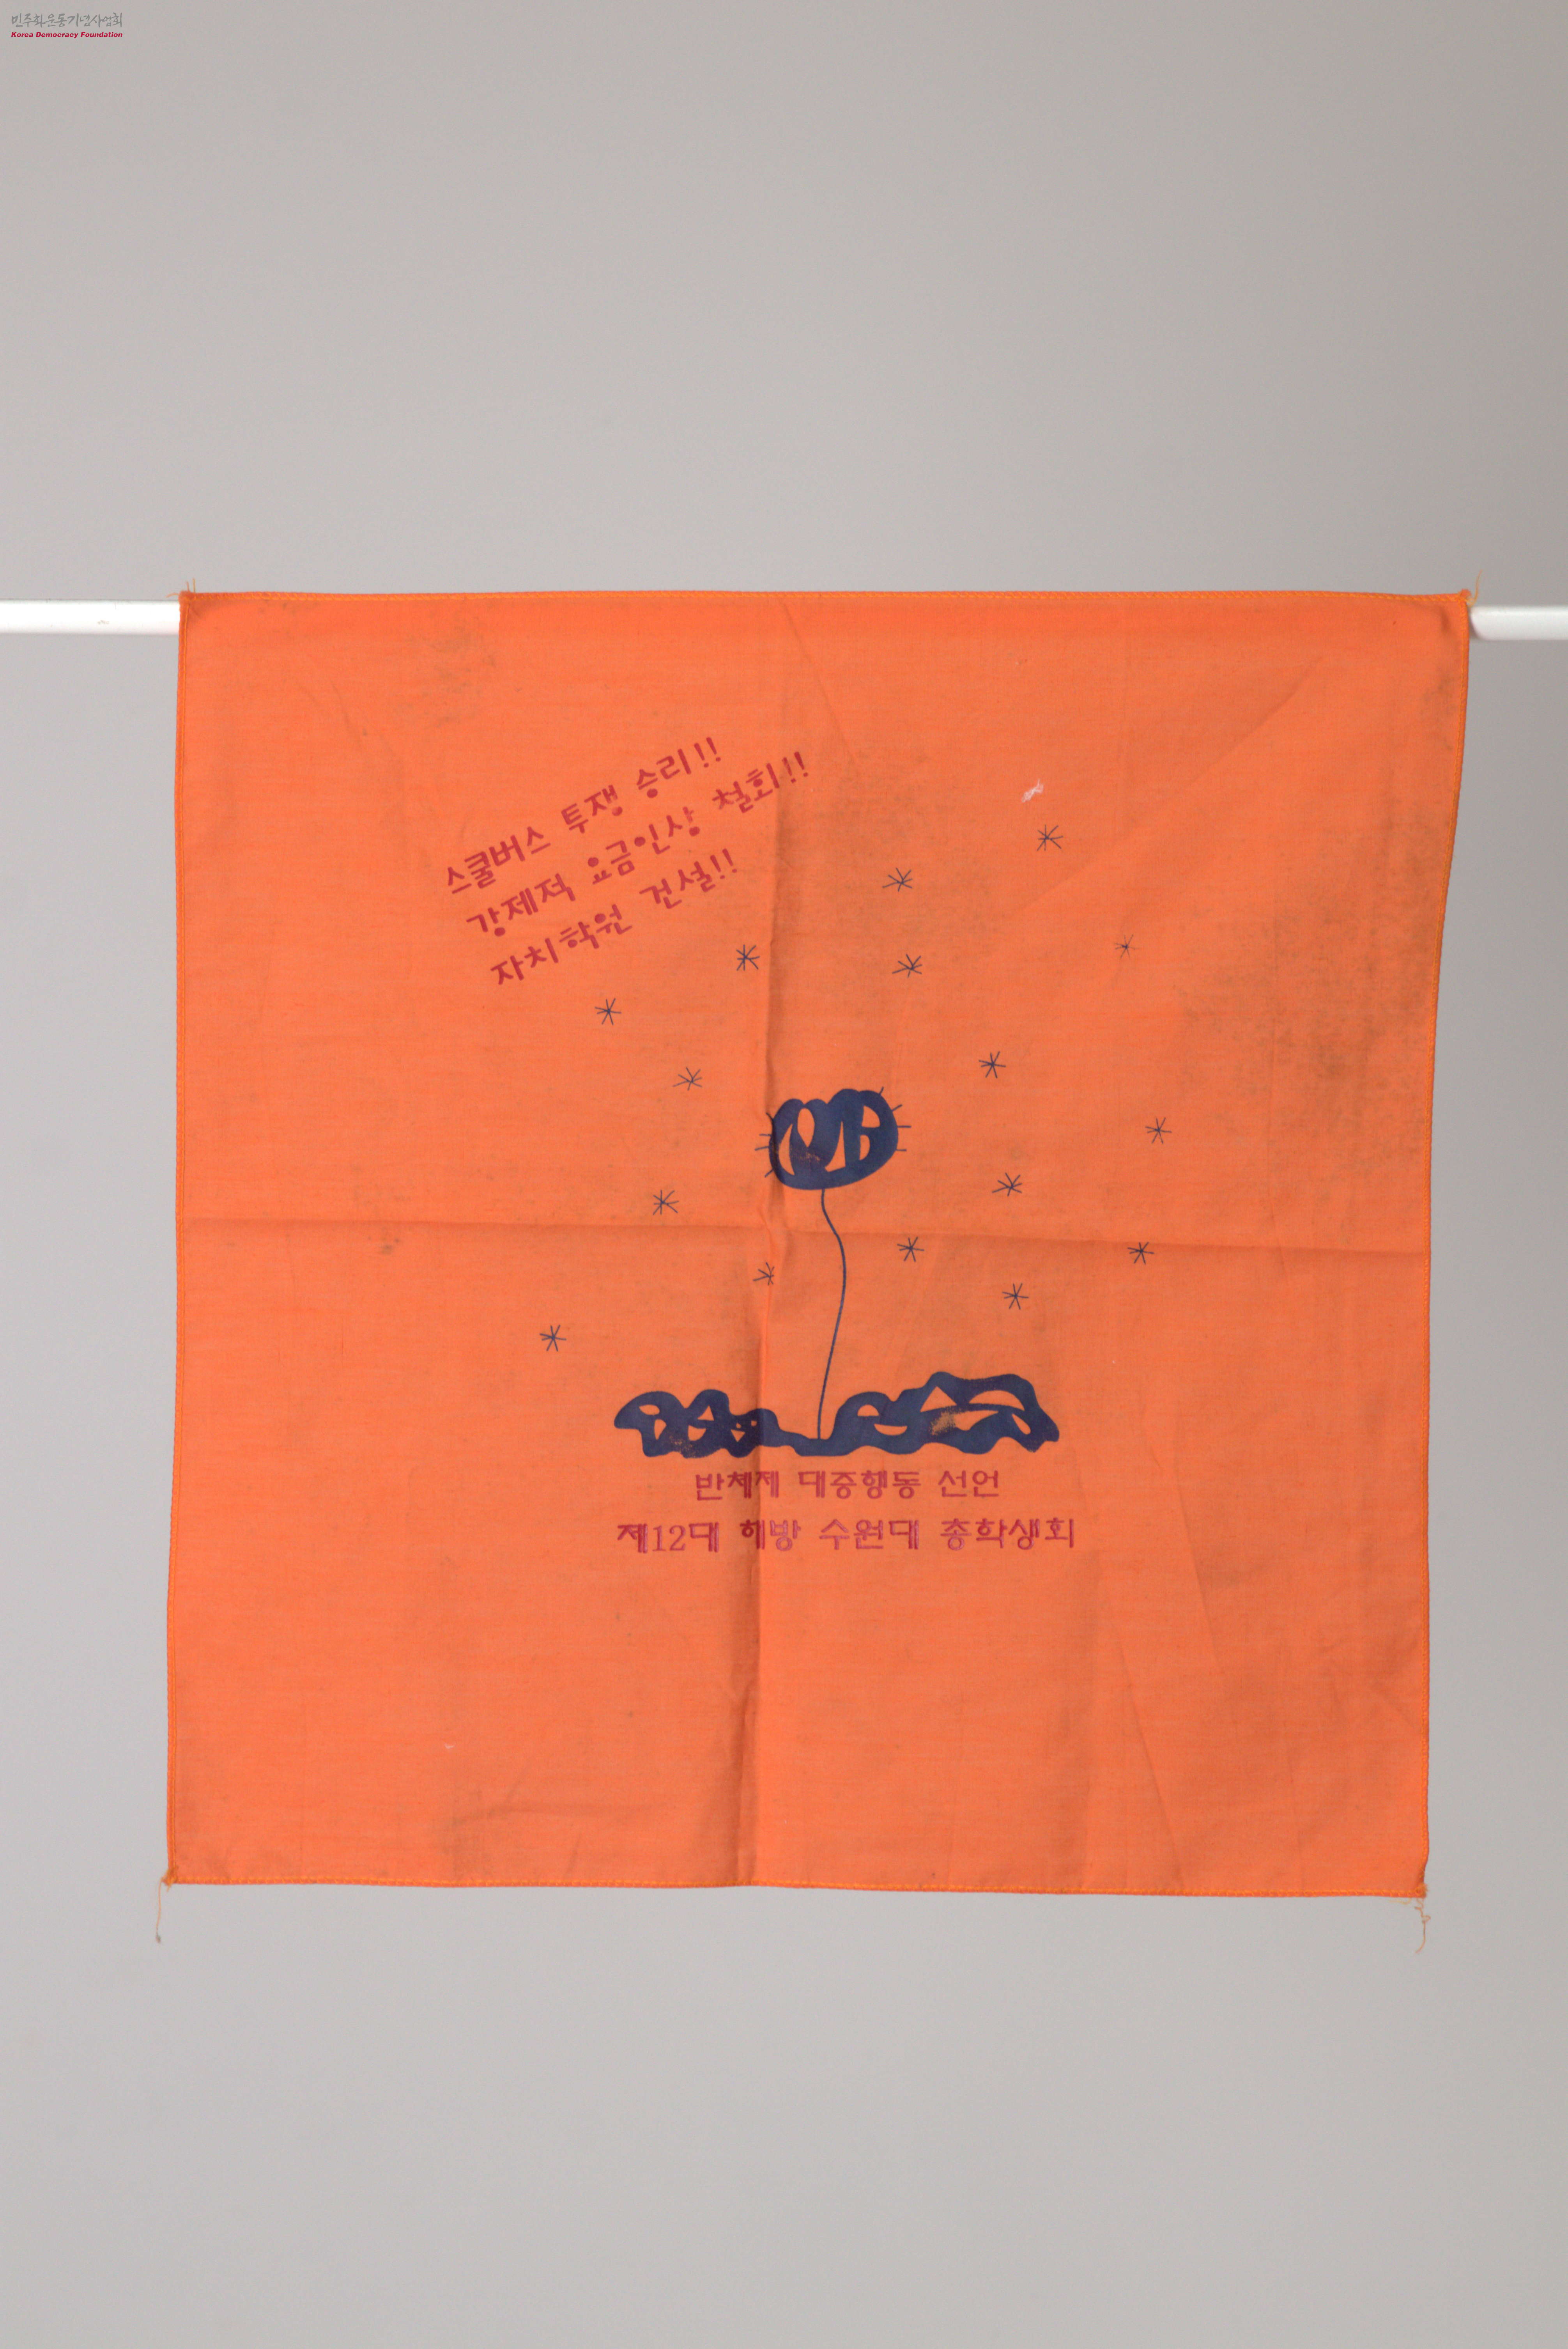 민주화운동기념사업회
Korea Democracy Foundation
스쿨버스 투쟁 승리!!
강제적 요금인상 철회!!
자치학원 건설!!
반체제 대중행동 선언
제12대 해방 수원대 총학생회